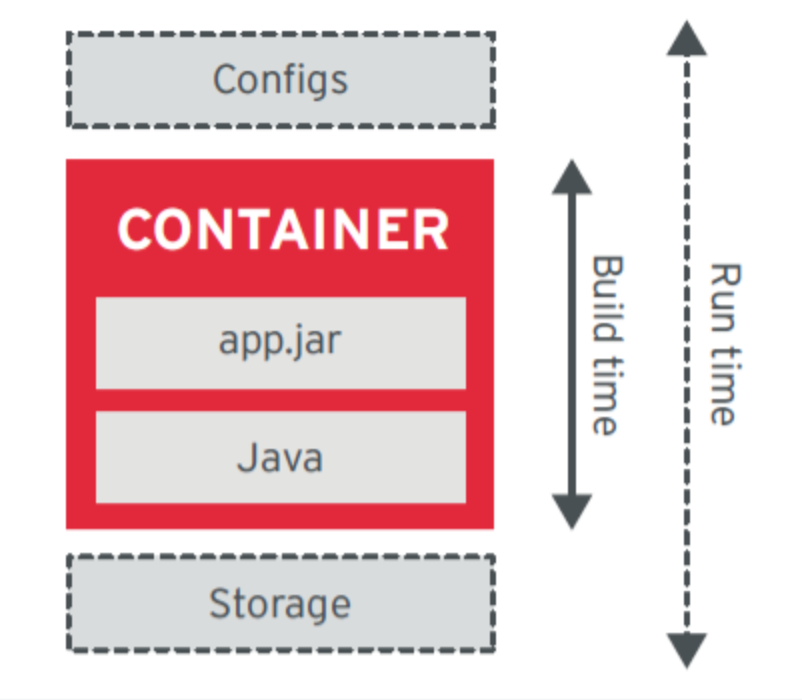 Configs
CONTAINER
app.jar
Java
Storage
Build time
Run time